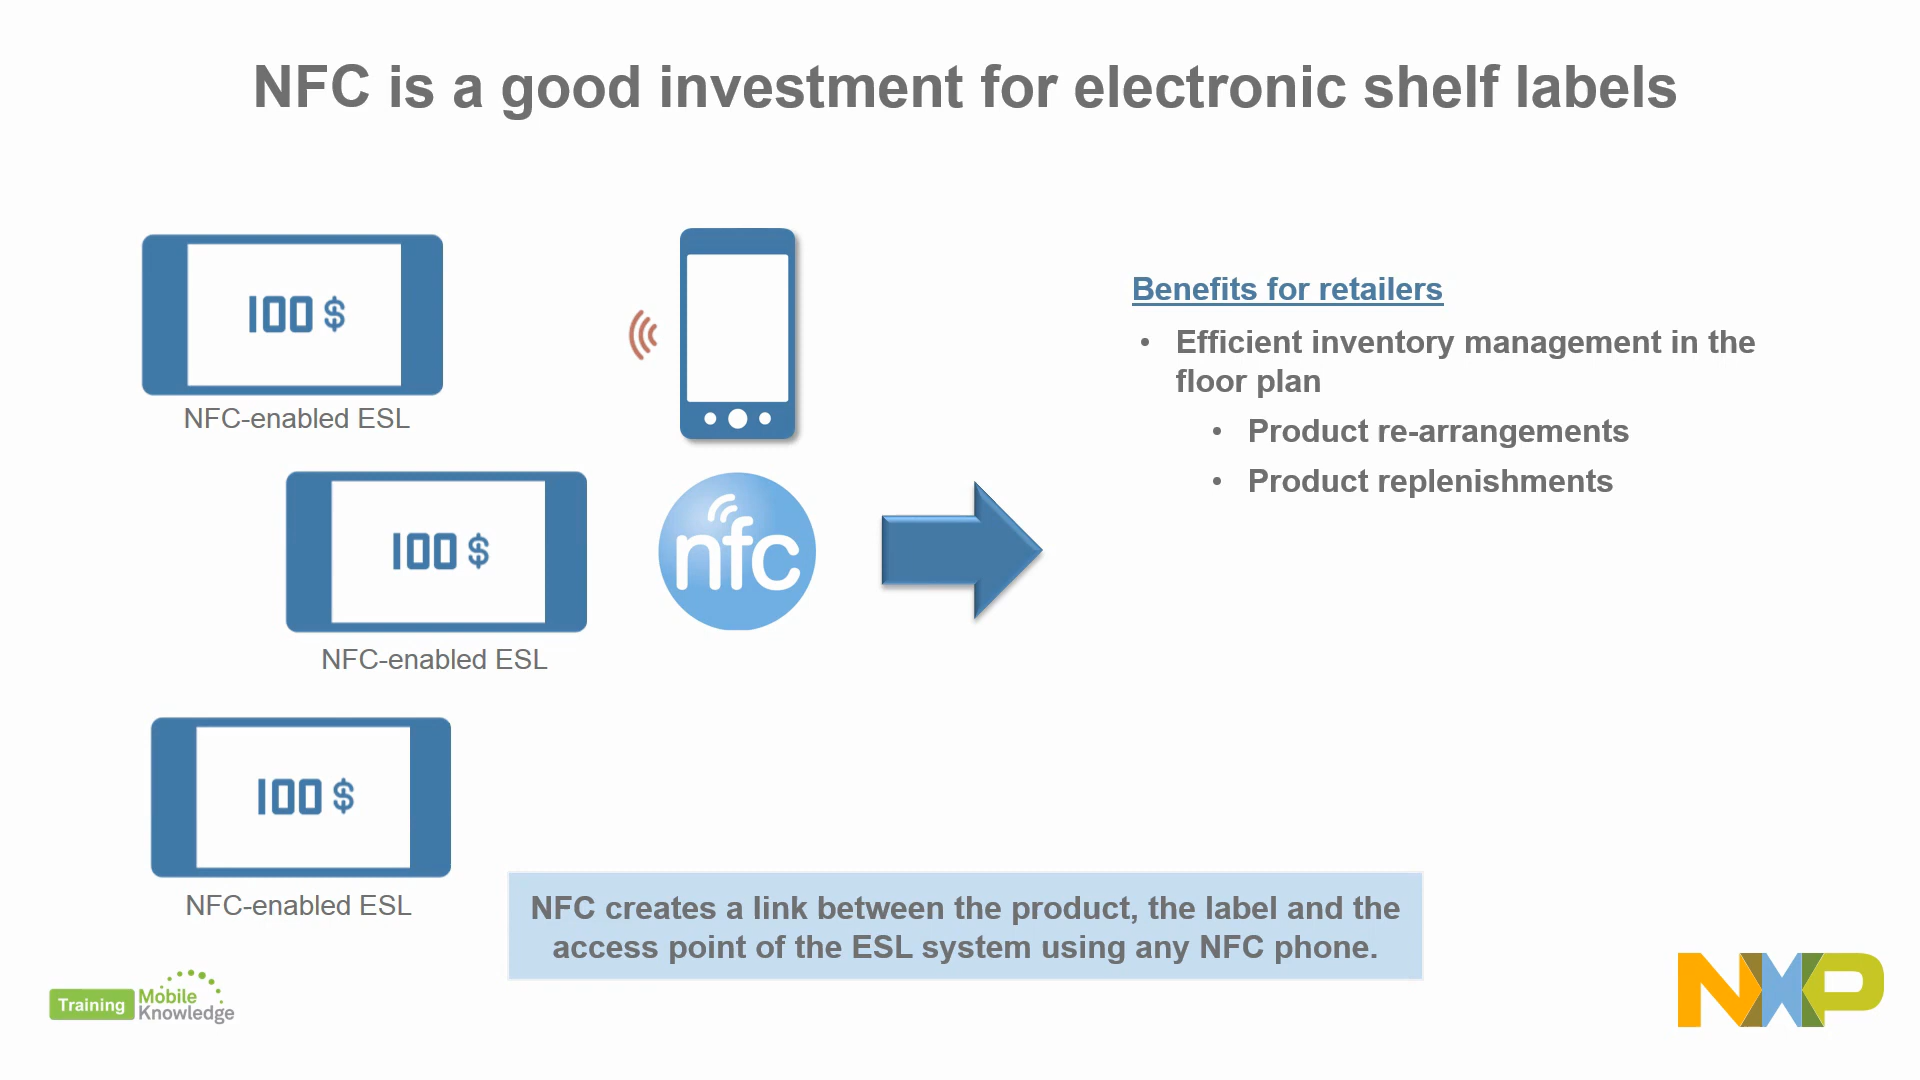 NFC is a good investment for electronic shelf labels
100 $
NFC-enabled ESL
100 $
NFC-enabled ESL
100 $
NFC-enabled ESL
nfc
Benefits for retailers
• Efficient inventory management in the
floor plan
• Product re-arrangements
• Product replenishments
NFC creates a link between the product, the label and the
access point of the ESL system using any NFC phone.
Training
Mobile
Knowledge
NXP